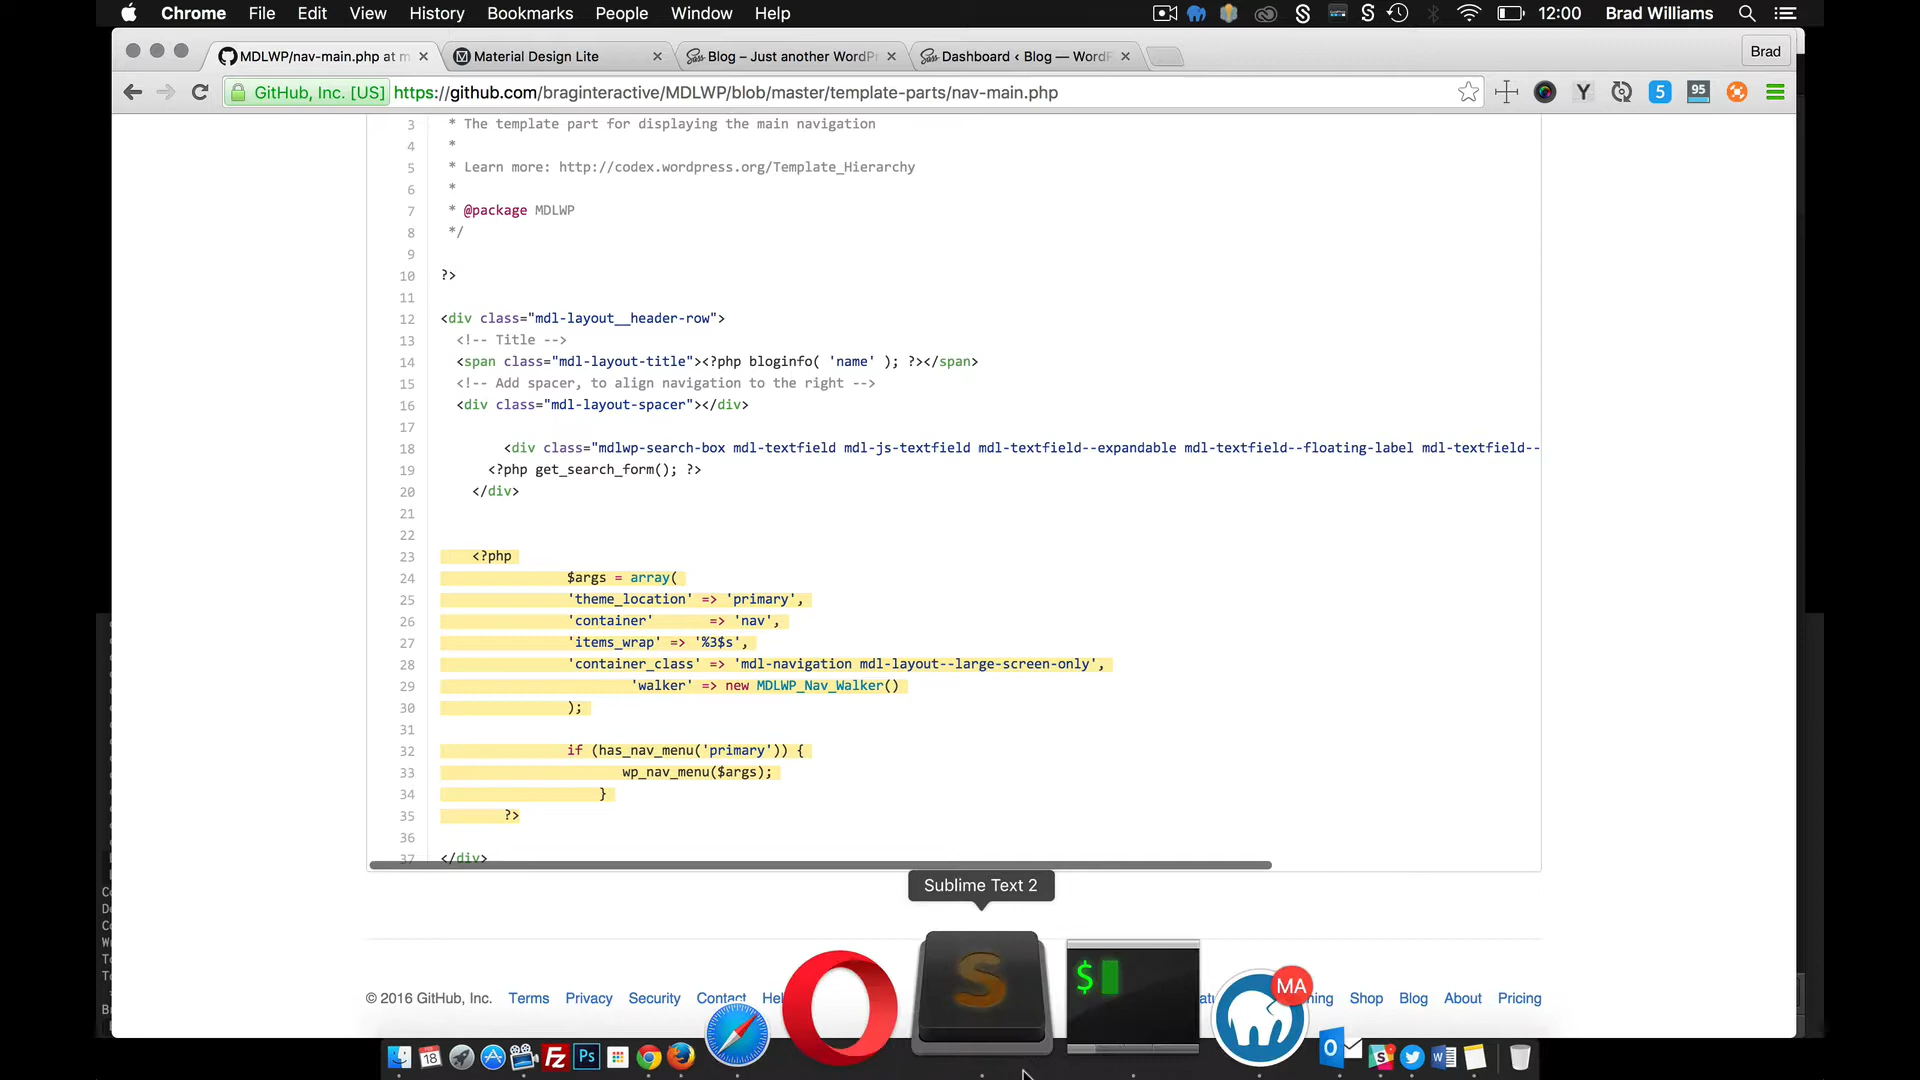 Chrome File Edit View History Bookmarks People Window Help 12:00 Brad Williams
MDLWP/nav-main.php at m Material Design Lite Blog – Just another WordP Dashboard ‹ Blog — WordP Brad
GitHub, Inc. [US] https://github.com/braginteractive/MDLWP/blob/master/template-parts/nav-main.php Y 5 95
3 * The template part for displaying the main navigation
4 *
5 * Learn more: http://codex.wordpress.org/Template_Hierarchy
6 *
7 * @package MDLWP
8 */
9
10 ?>
11
12 <div class="mdl-layout__header-row">
13 <!-- Title -->
14 <span class="mdl-layout-title"><?php bloginfo( 'name' ); ?></span>
15 <!-- Add spacer, to align navigation to the right -->
16 <div class="mdl-layout-spacer"></div>
17
18 <div class="mdlwp-search-box mdl-textfield mdl-js-textfield mdl-textfield--expandable mdl-textfield--floating-label mdl-textfield--
19 <?php get_search_form(); ?>
20 </div>
21
22
23 <?php
24 $args = array(
25 'theme_location' => 'primary',
26 'container' => 'nav',
27 'items_wrap' => '%3$s',
28 'container_class' => 'mdl-navigation mdl-layout--large-screen-only',
29 'walker' => new MDLWP_Nav_Walker()
30 );
31
32 if (has_nav_menu('primary')) {
33 wp_nav_menu($args);
34 }
35 ?>
36
37 </div>
Sublime Text 2
© 2016 GitHub, Inc. Terms Privacy Security Contact Hel Shop Blog About Pricing
S $ MA
18 Fz Ps O S W